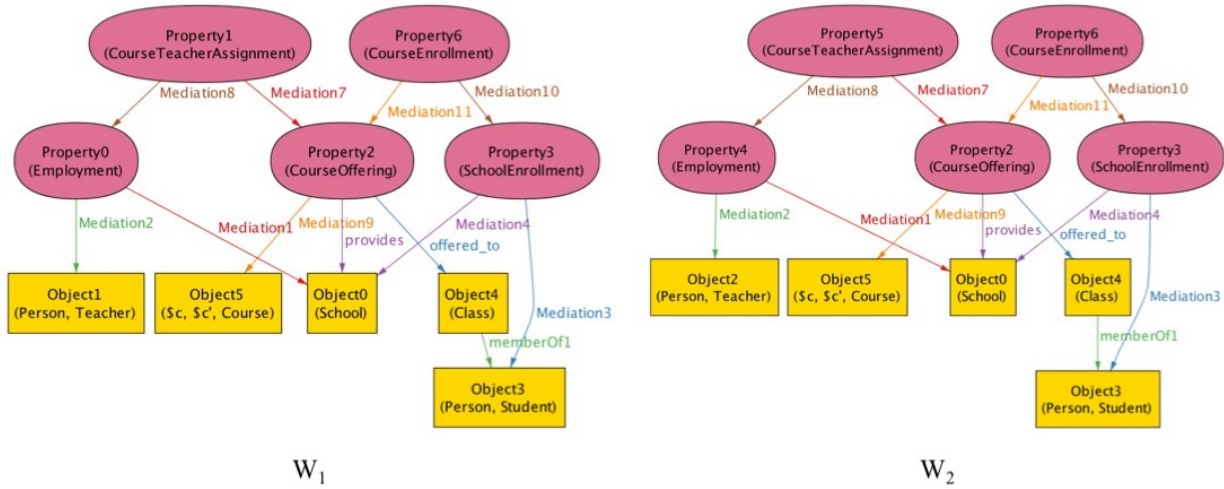 Property1
(CourseTeacherAssignment)
Property6
(CourseEnrollment)
Mediation8
Mediation7
Mediation11
Mediation10
Property0
(Employment)
Property2
(CourseOffering)
Property3
(SchoolEnrollment)
Mediation2
Mediation1
Mediation9
provides
offered_to
Mediation4
Object1
(Person, Teacher)
Object5
($c, $c', Course)
Object0
(School)
Object4
(Class)
Mediation3
memberOf1
Object3
(Person, Student)
W1
Property5
(CourseTeacherAssignment)
Property6
(CourseEnrollment)
Mediation8
Mediation7
Mediation11
Mediation10
Property4
(Employment)
Property2
(CourseOffering)
Property3
(SchoolEnrollment)
Mediation2
Mediation1
Mediation9
provides
offered_to
Mediation4
Object2
(Person, Teacher)
Object5
($c, $c', Course)
Object0
(School)
Object4
(Class)
Mediation3
memberOf1
Object3
(Person, Student)
W2